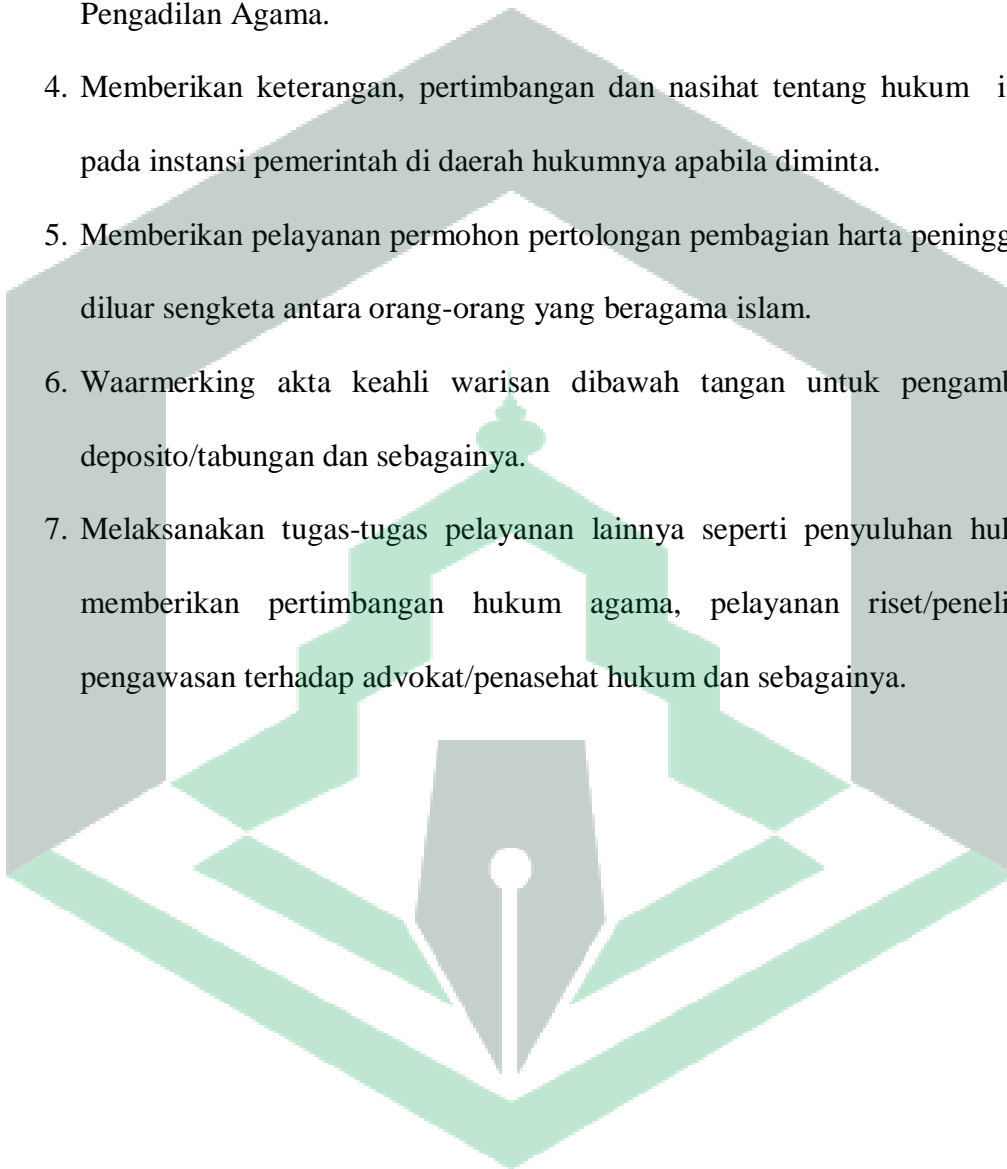 Pengadilan Agama.
4. Memberikan keterangan, pertimbangan dan nasihat tentang hukum
pada instansi pemerintah di daerah hukumnya apabila diminta.
5. Memberikan pelayanan permohon pertolongan pembagian harta
diluar sengketa antara orang-orang yang beragama islam.
6. Waarmerking akta keahli warisan dibawah tangan untuk
deposito/tabungan dan sebagainya.
7. Melaksanakan tugas-tugas pelayanan lainnya seperti penyuluhan
memberikan pertimbangan hukum agama, pelayanan
pengawasan terhadap advokat/penasehat hukum dan sebagainya.